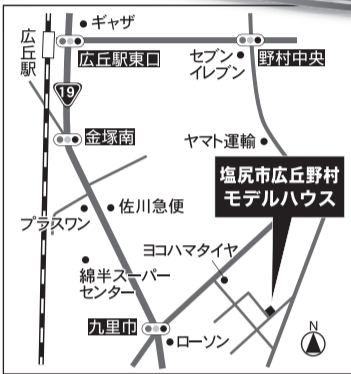 ギャザ
広丘駅
広丘駅東口
セブン
イレブン
野村中央
19
金塚南
ヤマト運輸
塩尻市広丘野村
モデルハウス
佐川急便
プラスワン
ヨコハマタイヤ
綿半スーパー
センター
九里巾
ローソン
N